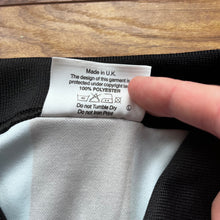 Made in U.K.
The design of this garment is
protected under copyright law
100% POLYESTER
Do not Tumble Dry
Do not Iron Print
L